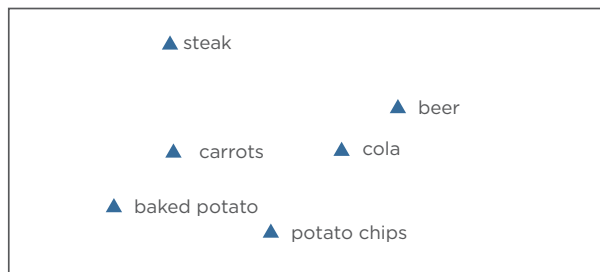 steak
beer
carrots
cola
baked potato
potato chips